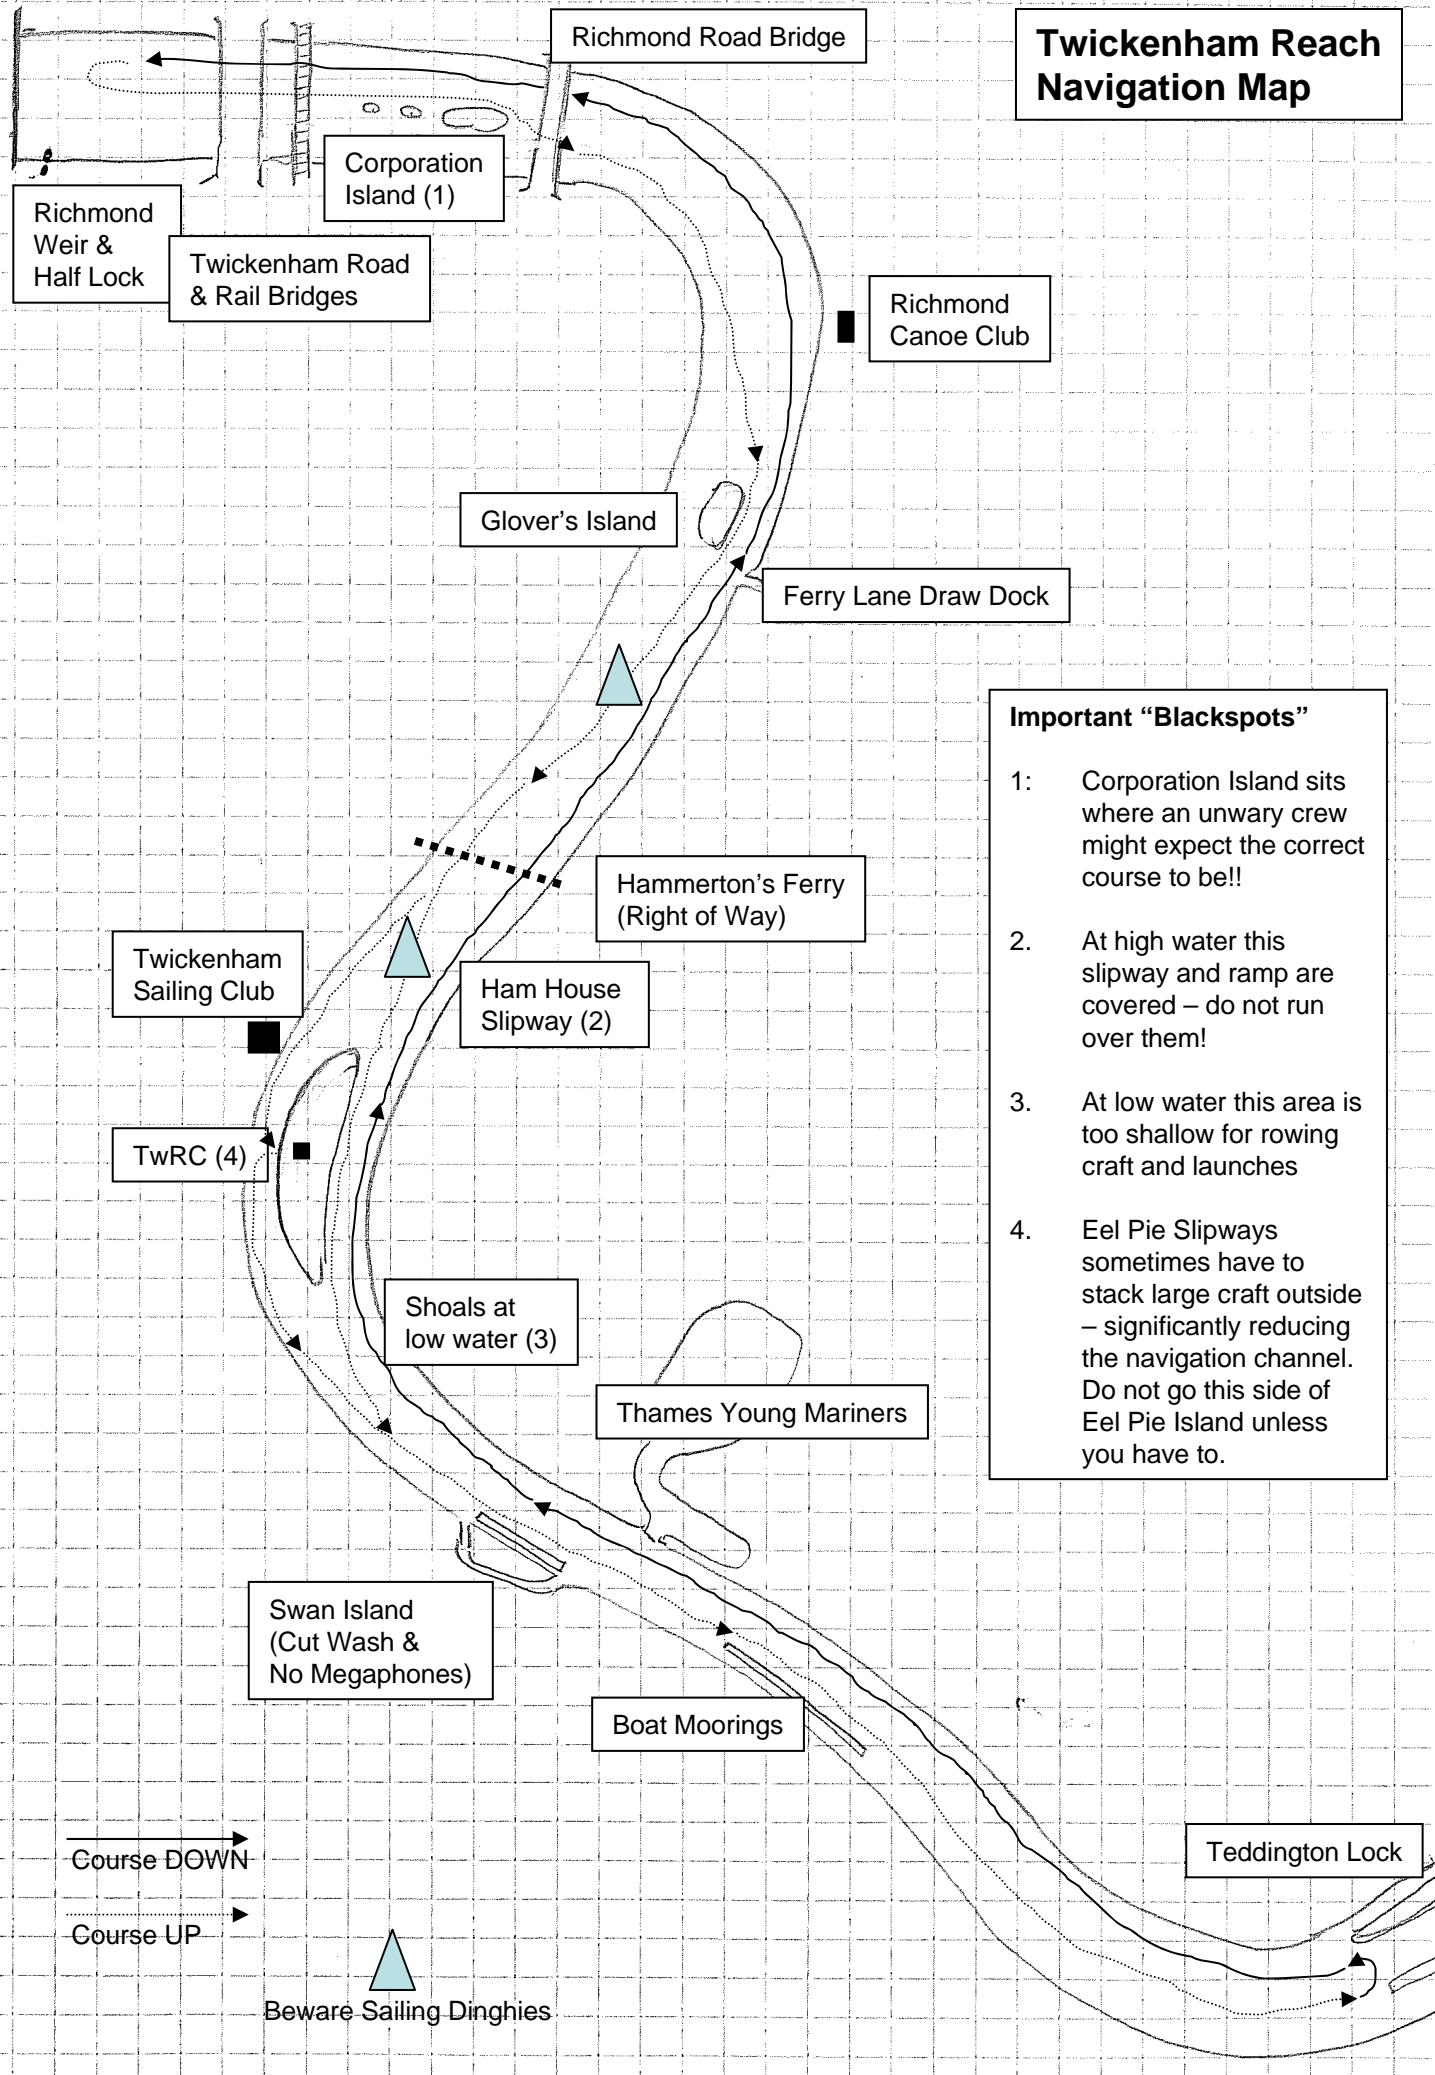 Richmond Road Bridge
Twickenham Reach
Navigation Map
Corporation
Island (1)
Richmond
Weir &
Half Lock
Twickenham Road
& Rail Bridges
Richmond
Canoe Club
Glover’s Island
Ferry Lane Draw Dock
Important “Blackspots”
1: Corporation Island sits
where an unwary crew
might expect the correct
course to be!!
2. At high water this
slipway and ramp are
covered – do not run
over them!
3. At low water this area is
too shallow for rowing
craft and launches
4. Eel Pie Slipways
sometimes have to
stack large craft outside
– significantly reducing
the navigation channel.
Do not go this side of
Eel Pie Island unless
you have to.
Hammerton’s Ferry
(Right of Way)
Twickenham
Sailing Club
Ham House
Slipway (2)
TwRC (4)
Shoals at
low water (3)
Thames Young Mariners
Swan Island
(Cut Wash &
No Megaphones)
Boat Moorings
Teddington Lock
Course DOWN
Course UP
Beware Sailing Dinghies